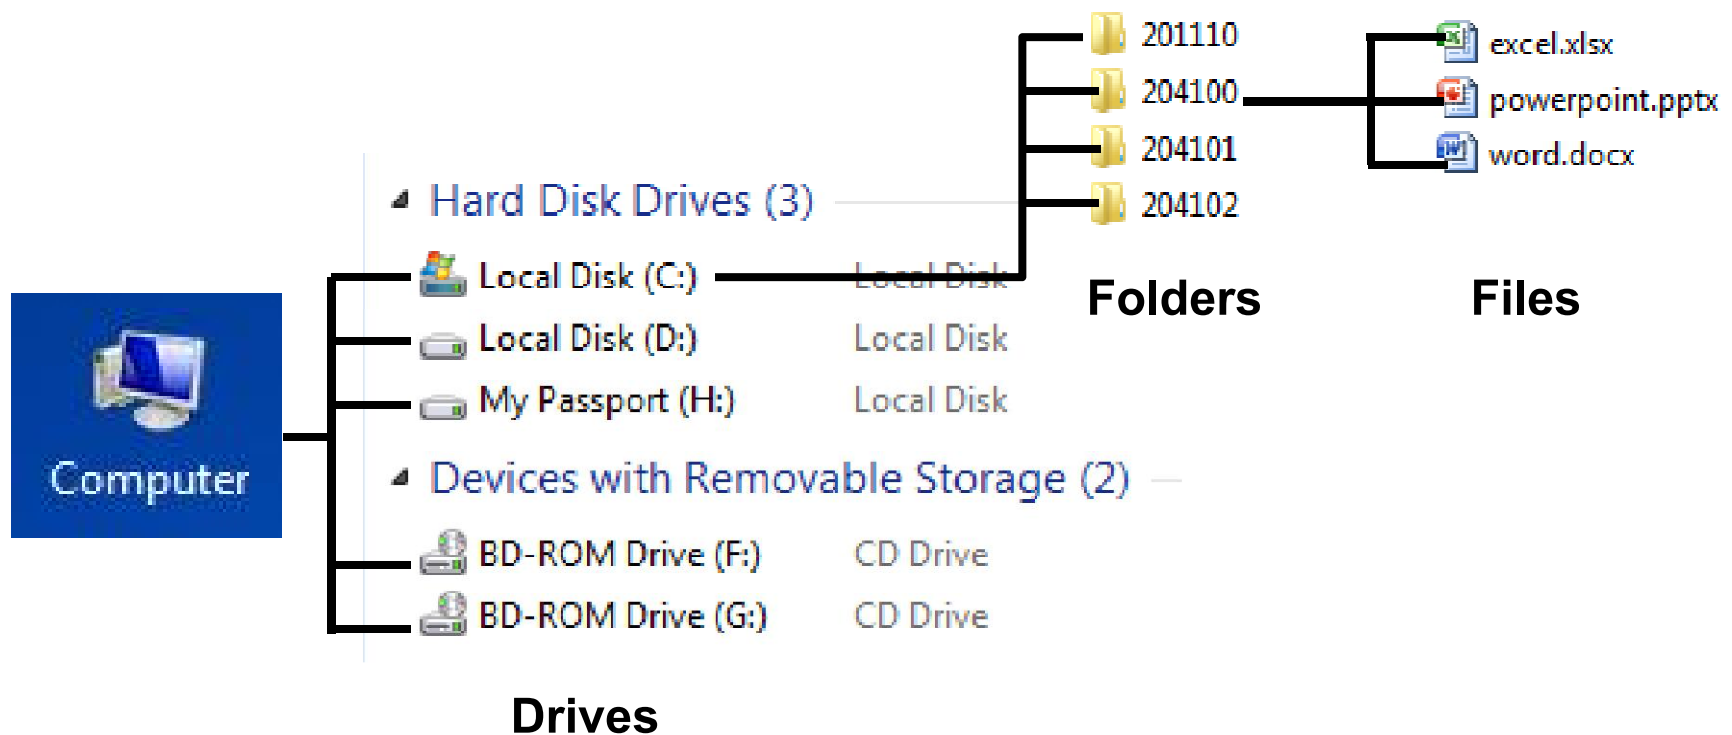 201110
204100
204101
204102
Folders
excel.xlsx
powerpoint.pptx
word.docx
Files
Hard Disk Drives (3)
Local Disk (C:) Local Disk
Local Disk (D:) Local Disk
My Passport (H:) Local Disk
Computer
Devices with Removable Storage (2)
BD-ROM Drive (F:) CD Drive
BD-ROM Drive (G:) CD Drive
Drives